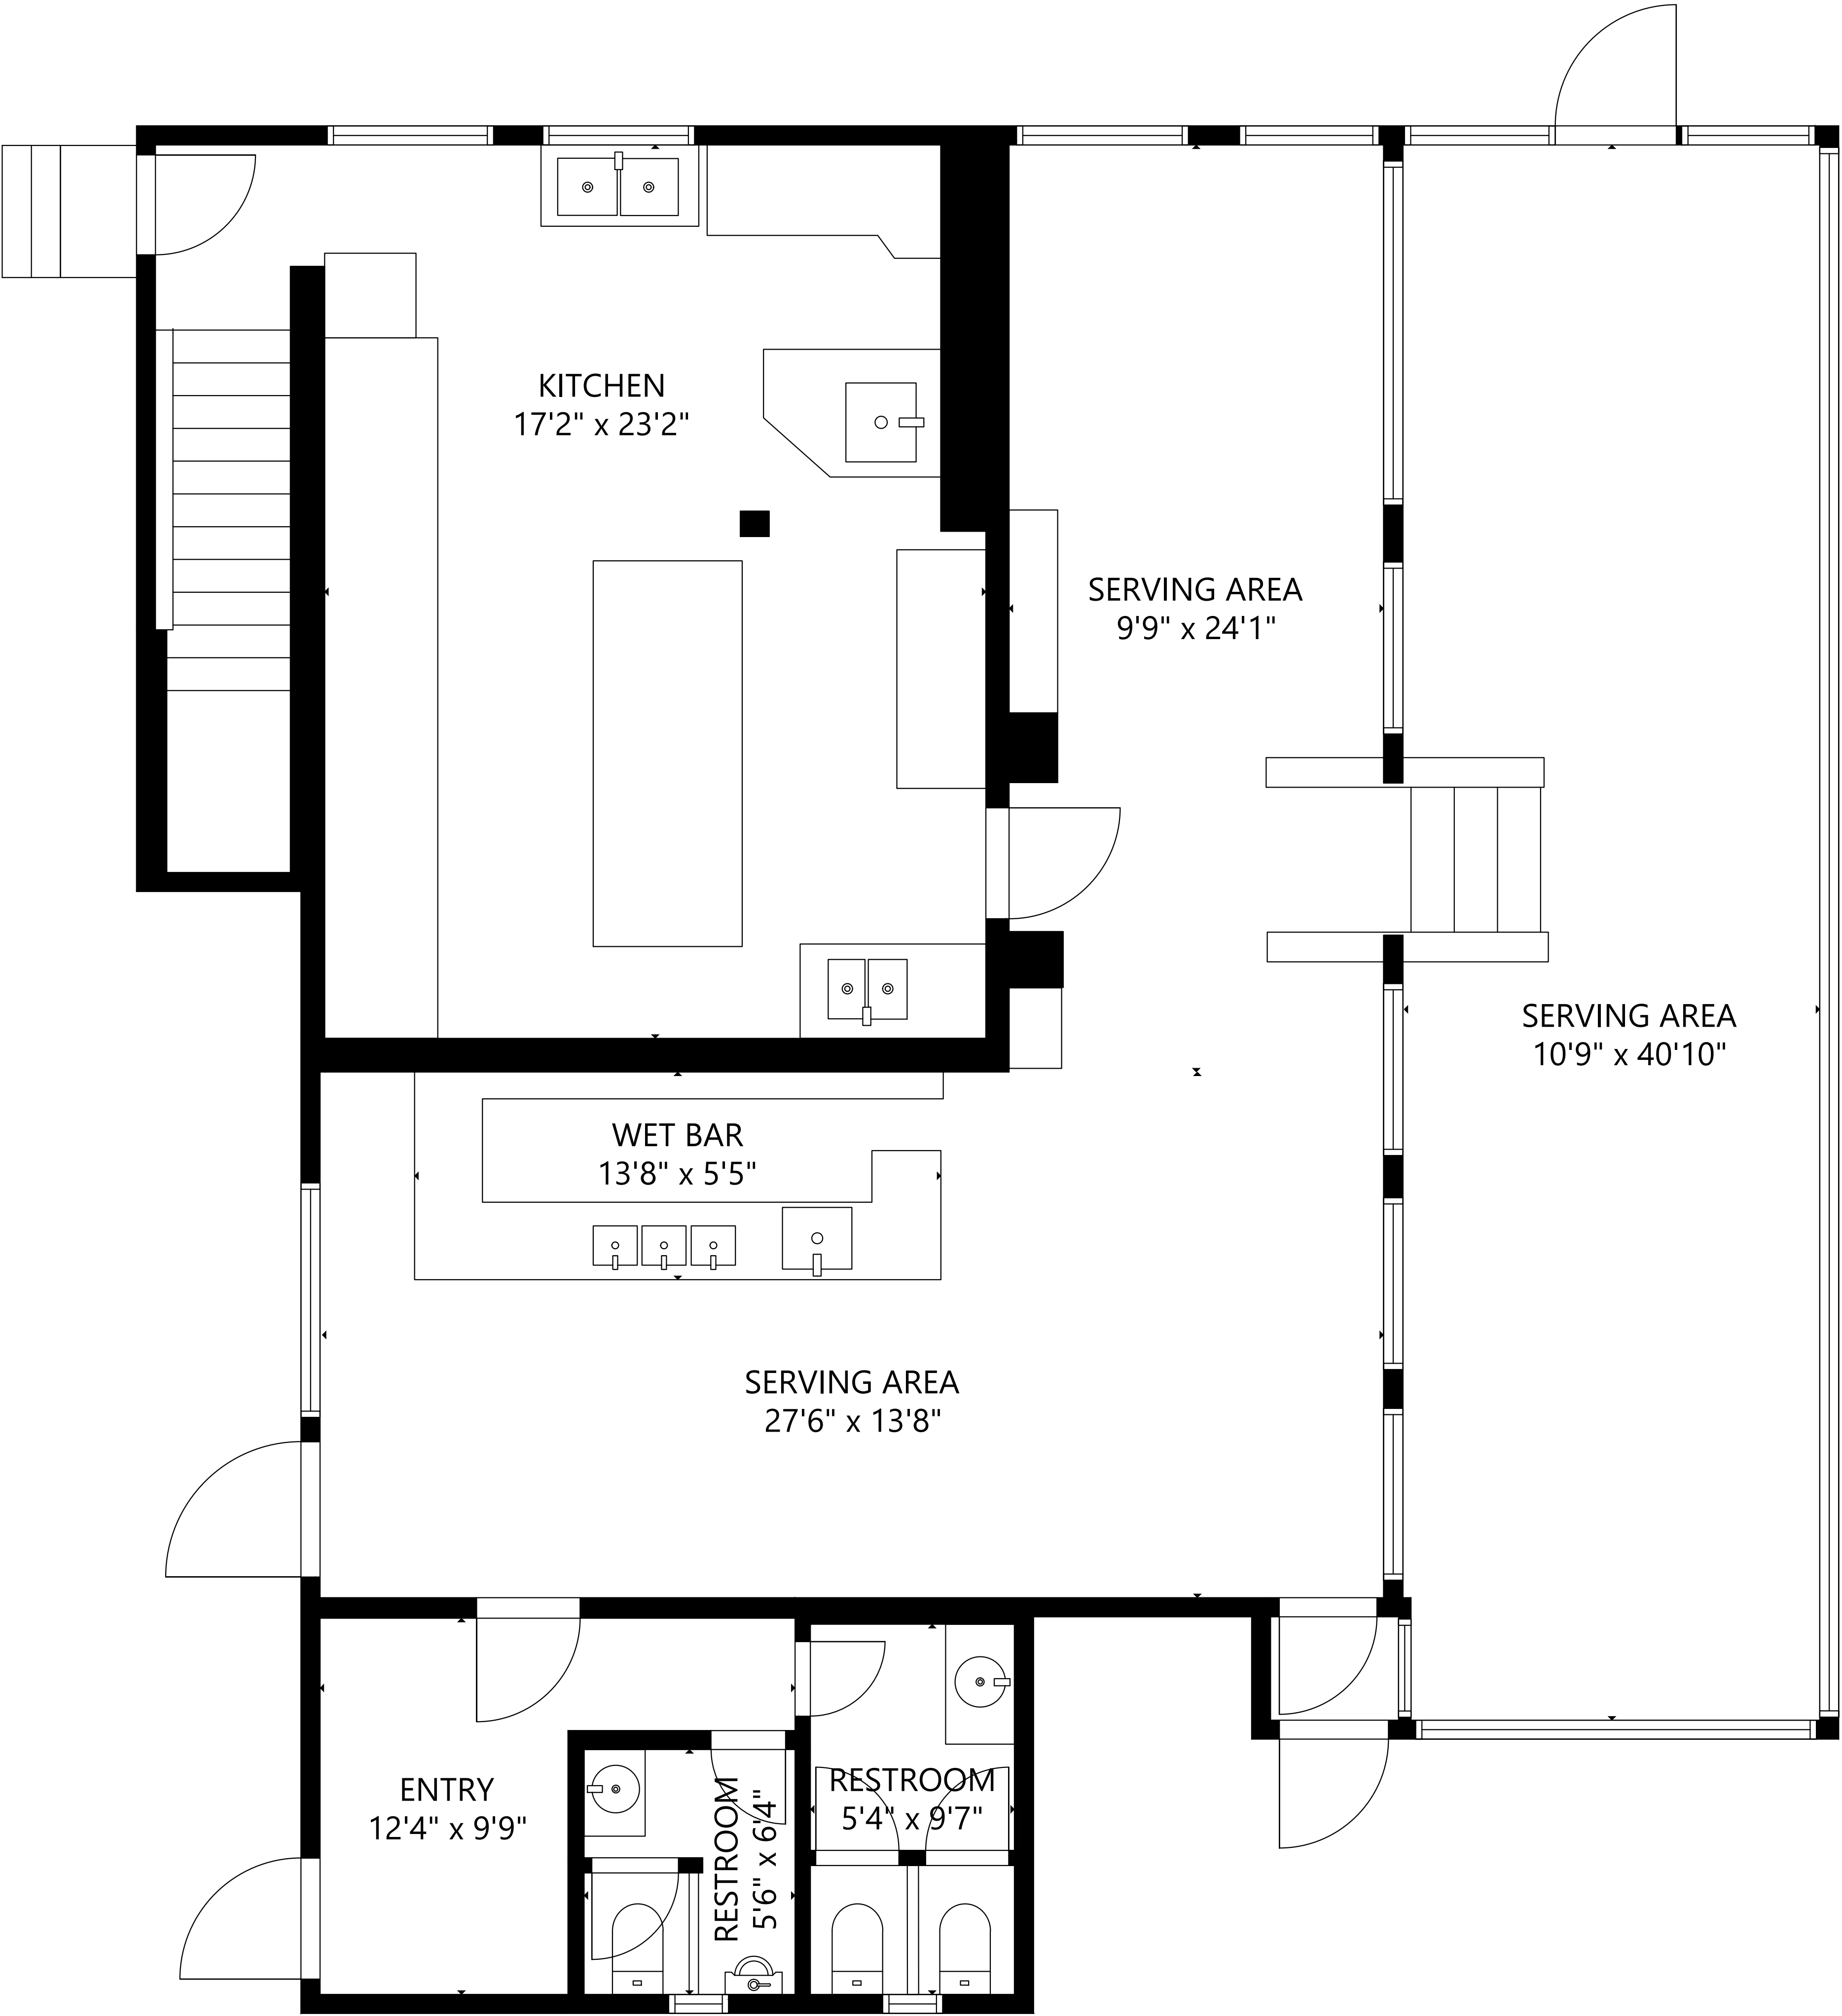 KITCHEN
17'2" x 23'2"
SERVING AREA
9'9" x 24'1"
SERVING AREA
10'9" x 40'10"
WET BAR
13'8" x 5'5"
SERVING AREA
27'6" x 13'8"
ENTRY
12'4" x 9'9"
RESTROOM
5'6" x 6'4"
RESTROOM
5'4" x 9'7"